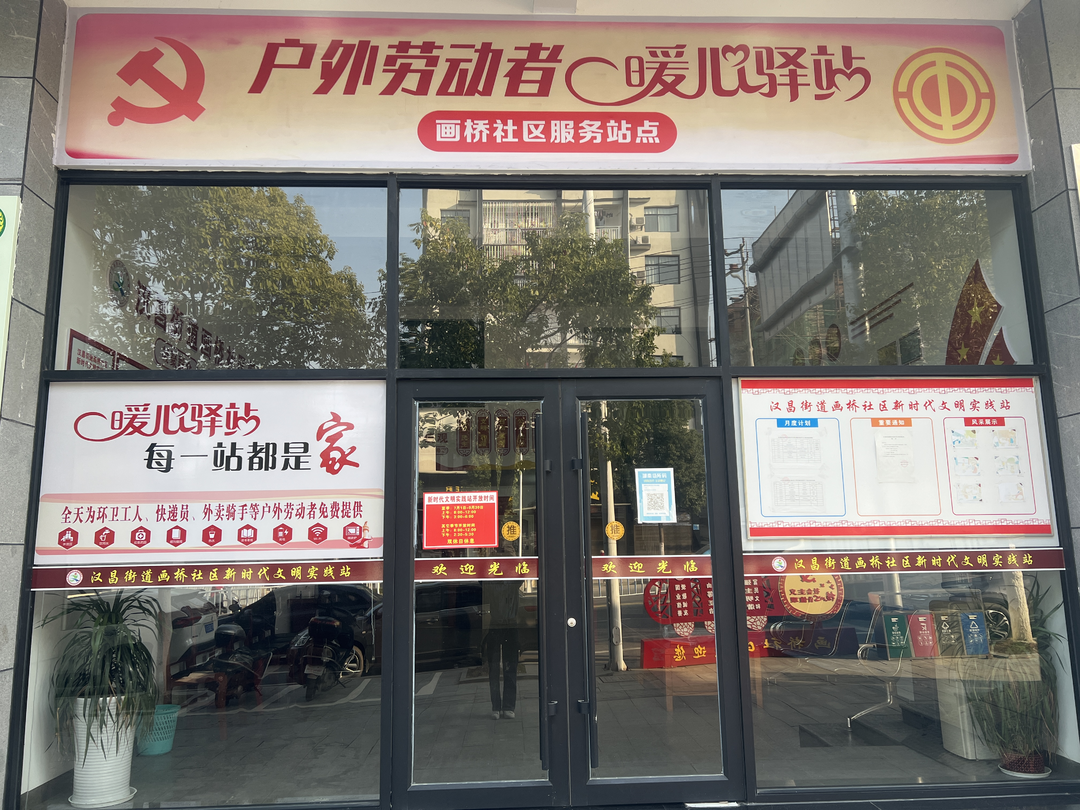 户外劳动者暖心驿站
画桥社区服务站点
暖心驿站
每一站都是家
全天为环卫工人、快递员、外卖骑手等户外劳动者免费提供
汉昌街道画桥社区新时代文明实践站
月度计划
重要通知
风采展示
新时代文明实践站开放时间
推
推
汉昌街道画桥社区新时代文明实践站
欢迎光临
欢迎光临
汉昌街道画桥社区新时代文明实践站